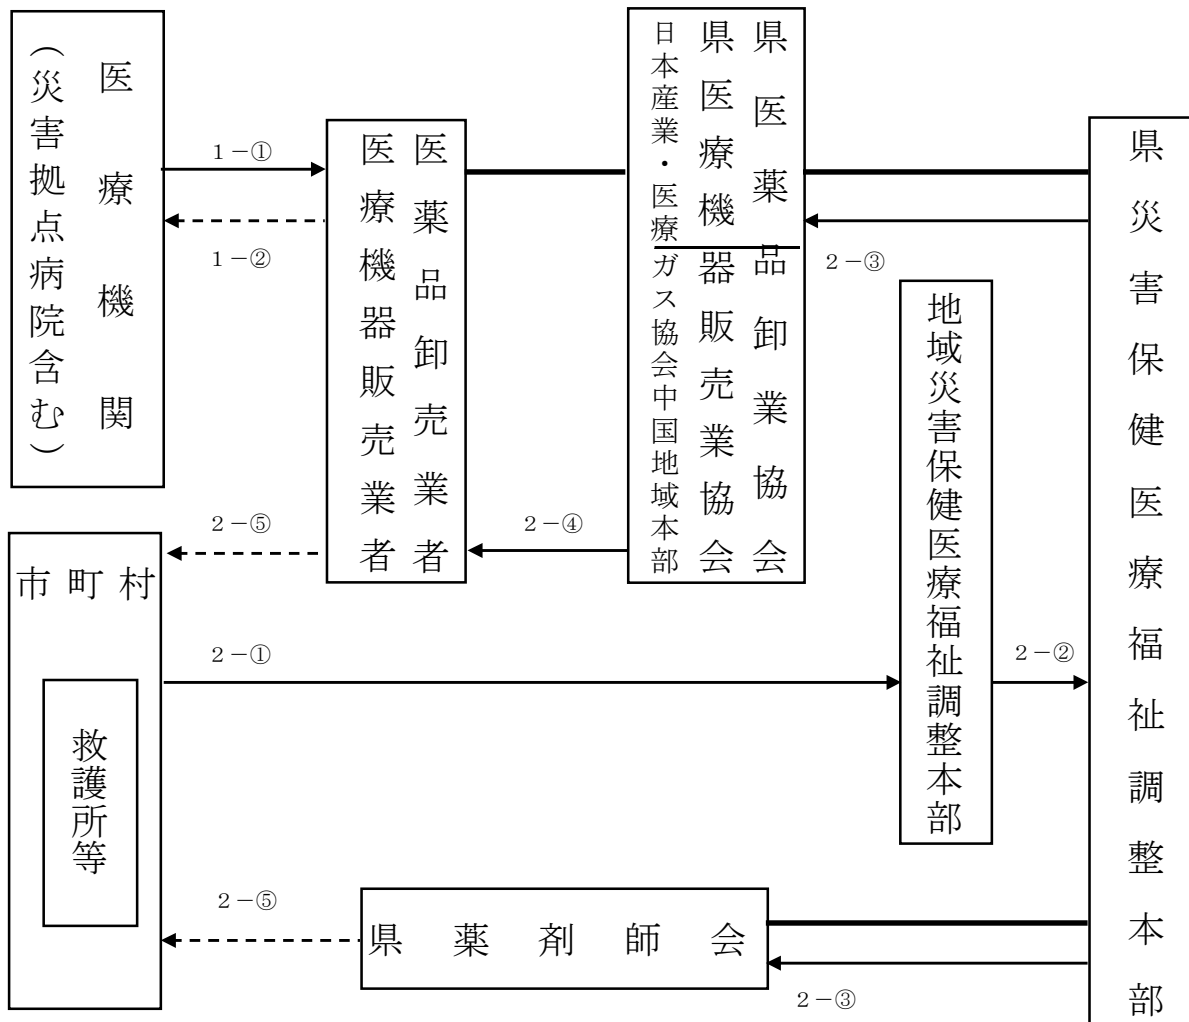 医療機関
(災害拠点病院含む)
1-①
1-②
医薬品卸売業者
医療機器販売業者
県医薬品卸業協会
県医療機器販売業協会
日本産業・医療ガス協会中国地域本部
2-③
地域災害保健医療福祉調整本部
県災害保健医療福祉調整本部
2-⑤
2-④
市町村
2-①
2-②
救護所等
2-⑤
県薬剤師会
2-③